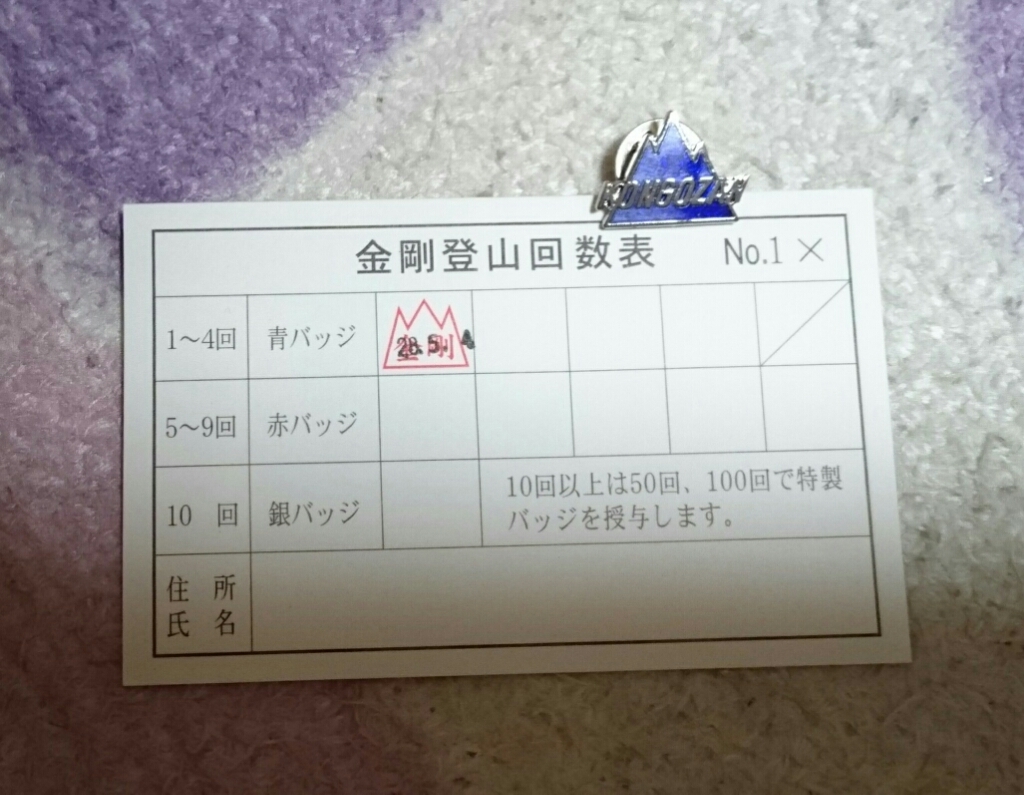 KONGOZAN
金剛登山回数表 No.1 ×
1～4回 青バッジ 金剛 28.5.4
5～9回 赤バッジ
10 回 銀バッジ
10回以上は50回、100回で特製
バッジを授与します。
住 所
氏 名